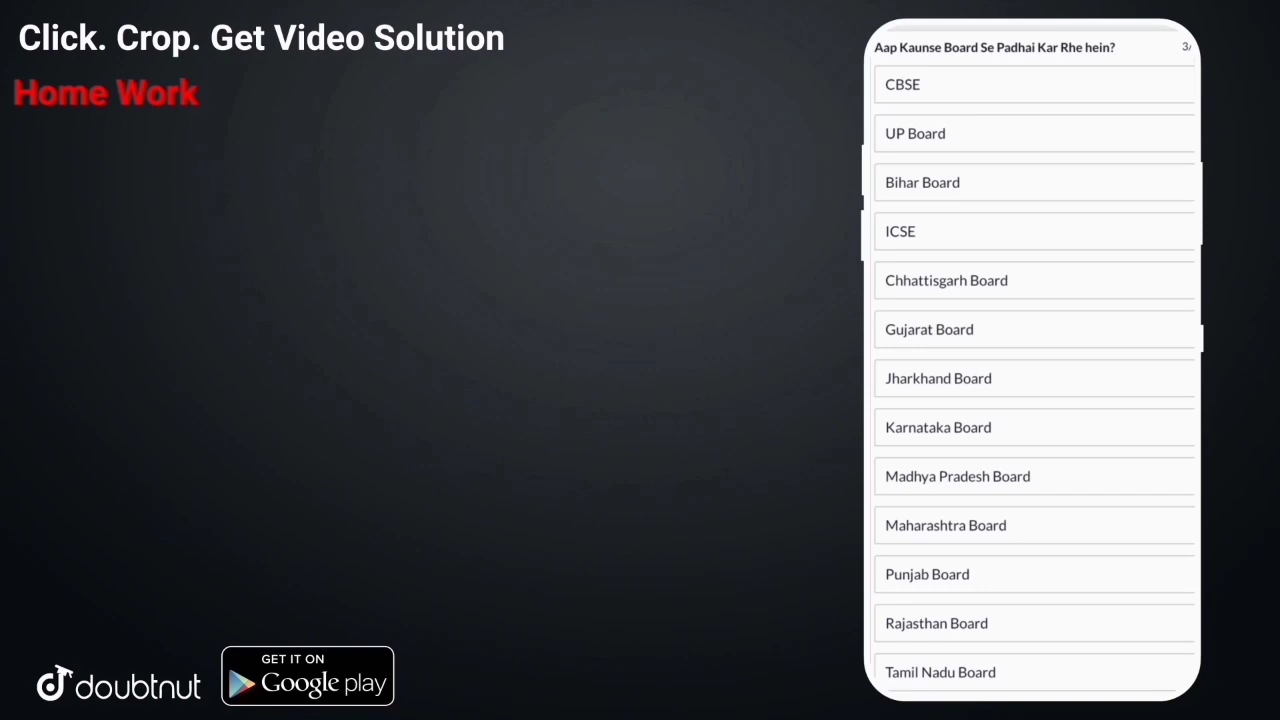 Click. Crop. Get Video Solution
Home Work
Aap Kaunse Board Se Padhai Kar Rhe hein? 3/
CBSE
UP Board
Bihar Board
ICSE
Chhattisgarh Board
Gujarat Board
Jharkhand Board
Karnataka Board
Madhya Pradesh Board
Maharashtra Board
Punjab Board
Rajasthan Board
Tamil Nadu Board
doubtnut
GET IT ON
Google play